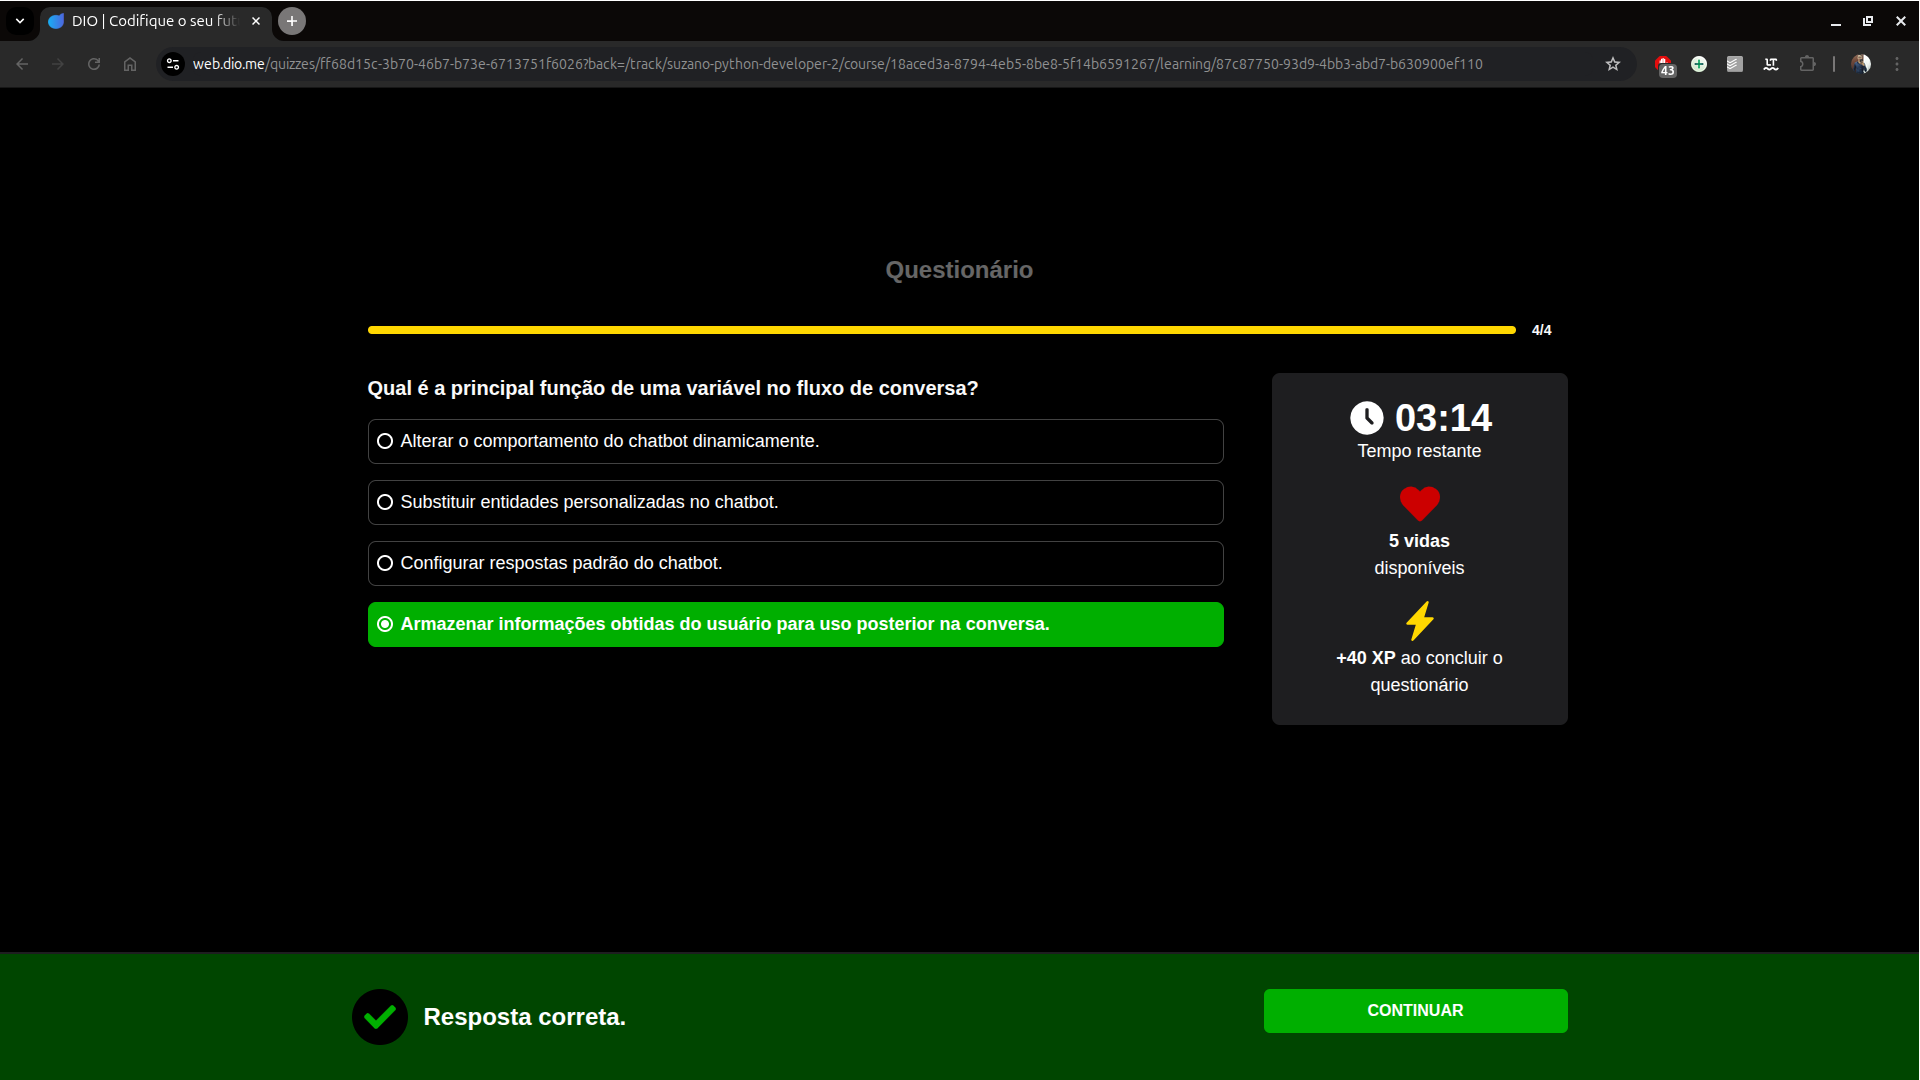 DIO | Codifique o seu fut
web.dio.me/quizzes/ff68d15c-3b70-46b7-b73e-6713751f6026?back=/track/suzano-python-developer-2/course/18aced3a-8794-4eb5-8be8-5f14b6591267/learning/87c87750-93d9-4bb3-abd7-b630900ef110
43
LT
Questionário
4/4
Qual é a principal função de uma variável no fluxo de conversa?
Alterar o comportamento do chatbot dinamicamente.
Substituir entidades personalizadas no chatbot.
Configurar respostas padrão do chatbot.
Armazenar informações obtidas do usuário para uso posterior na conversa.
03:14
Tempo restante
5 vidas
disponíveis
+40 XP ao concluir o
questionário
Resposta correta.
CONTINUAR